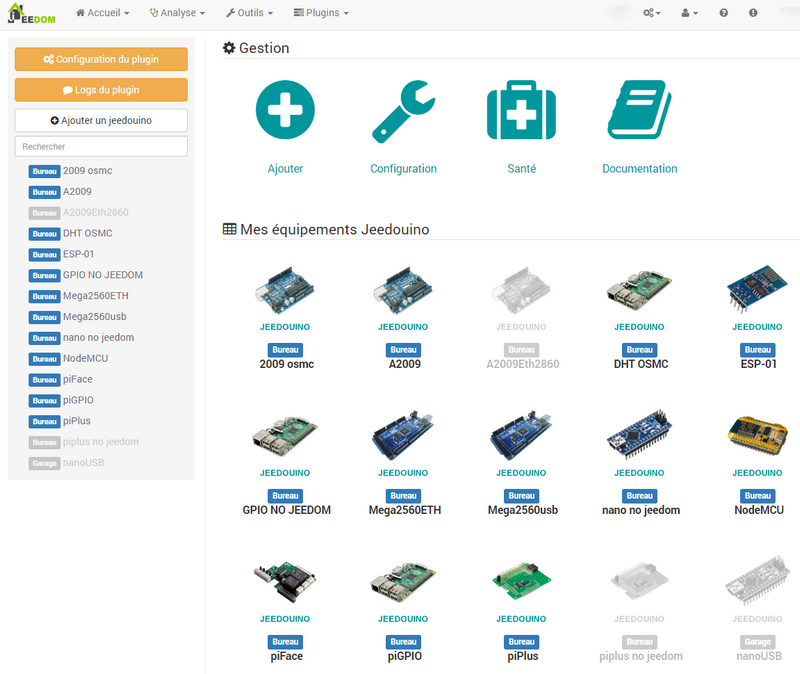 JEEDOM
Accueil
Analyse
Outils
Plugins
Configuration du plugin
Logs du plugin
Ajouter un jeedouino
Rechercher
Bureau 2009 osmc
Bureau A2009
Bureau A2009Eth2860
Bureau DHT OSMC
Bureau ESP-01
Bureau GPIO NO JEEDOM
Bureau Mega2560ETH
Bureau Mega2560usb
Bureau nano no jeedom
Bureau NodeMCU
Bureau piFace
Bureau piGPIO
Bureau piPlus
Bureau piplus no jeedom
Garage nanoUSB
Gestion
Ajouter Configuration Santé Documentation
Mes équipements Jeedouino
JEEDOUINO JEEDOUINO JEEDOUINO JEEDOUINO JEEDOUINO
Bureau Bureau Bureau Bureau Bureau
2009 osmc A2009 A2009Eth2860 DHT OSMC ESP-01
JEEDOUINO JEEDOUINO JEEDOUINO JEEDOUINO JEEDOUINO
Bureau Bureau Bureau Bureau Bureau
GPIO NO JEEDOM Mega2560ETH Mega2560usb nano no jeedom NodeMCU
JEEDOUINO JEEDOUINO JEEDOUINO JEEDOUINO JEEDOUINO
Bureau Bureau Bureau Bureau Garage
piFace piGPIO piPlus piplus no jeedom nanoUSB